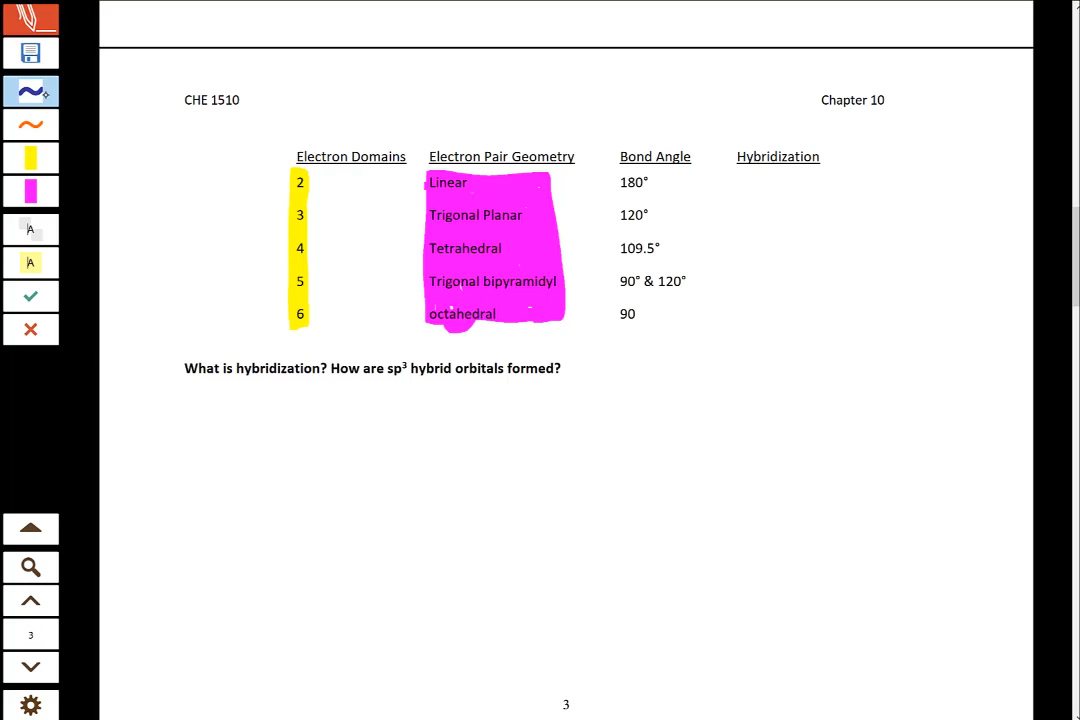 CHE 1510 Chapter 10
Electron Domains Electron Pair Geometry Bond Angle Hybridization
2 Linear 180°
3 Trigonal Planar 120°
4 Tetrahedral 109.5°
5 Trigonal bipyramidyl 90° & 120°
6 octahedral 90
What is hybridization? How are sp³ hybrid orbitals formed?
A
A
3
3